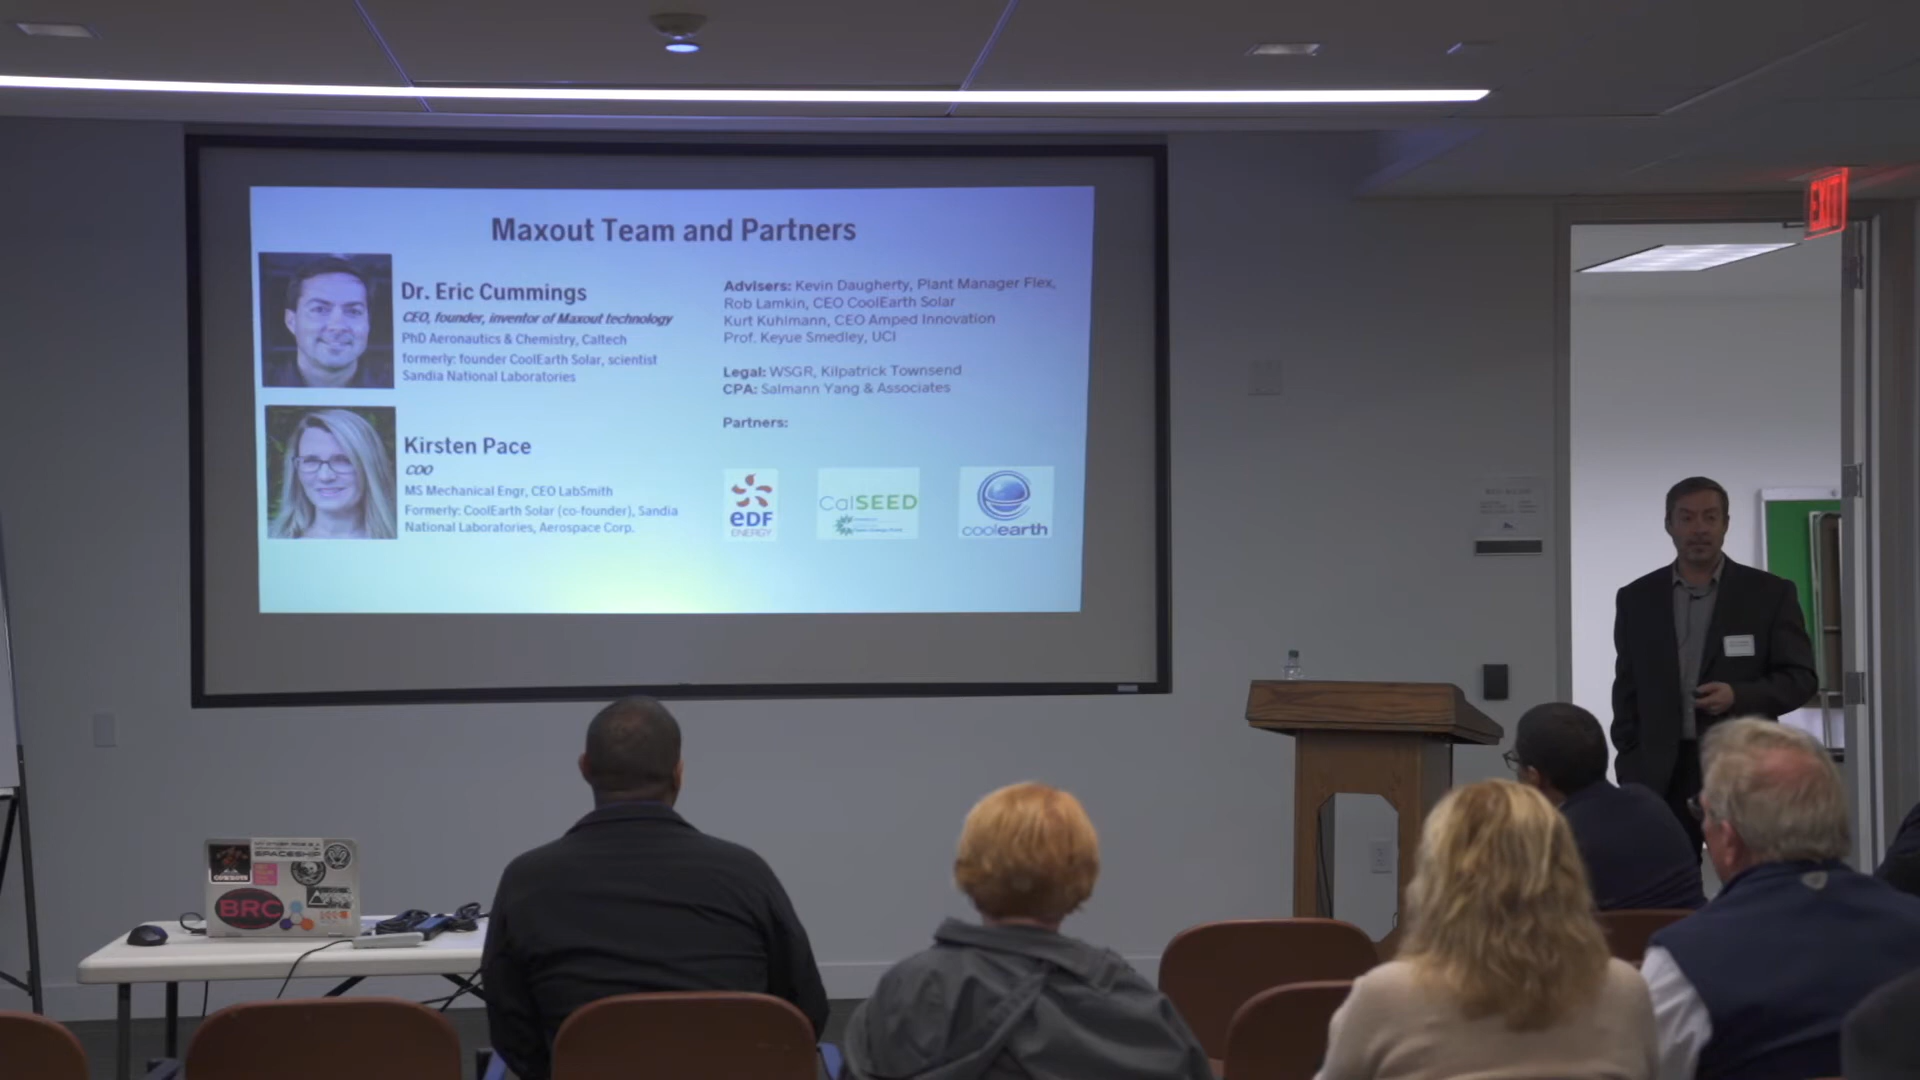 Maxout Team and Partners
Dr. Eric Cummings
CEO, founder, inventor of Maxout technology
PhD Aeronautics & Chemistry, Caltech
formerly: founder CoolEarth Solar, scientist
Sandia National Laboratories
Kirsten Pace
COO
MS Mechanical Engr, CEO LabSmith
Formerly: CoolEarth Solar (co-founder), Sandia
National Laboratories, Aerospace Corp.
Advisers: Kevin Daugherty, Plant Manager Flex,
Rob Lamkin, CEO CoolEarth Solar
Kurt Kuhlmann, CEO Amped Innovation
Prof. Keyue Smedley, UCI
Legal: WSGR, Kilpatrick Townsend
CPA: Salmann Yang & Associates
Partners:
eDF
ENERGY
CalSEED
coolearth
EXIT
SPACESHIP
COWBOYS
BRC